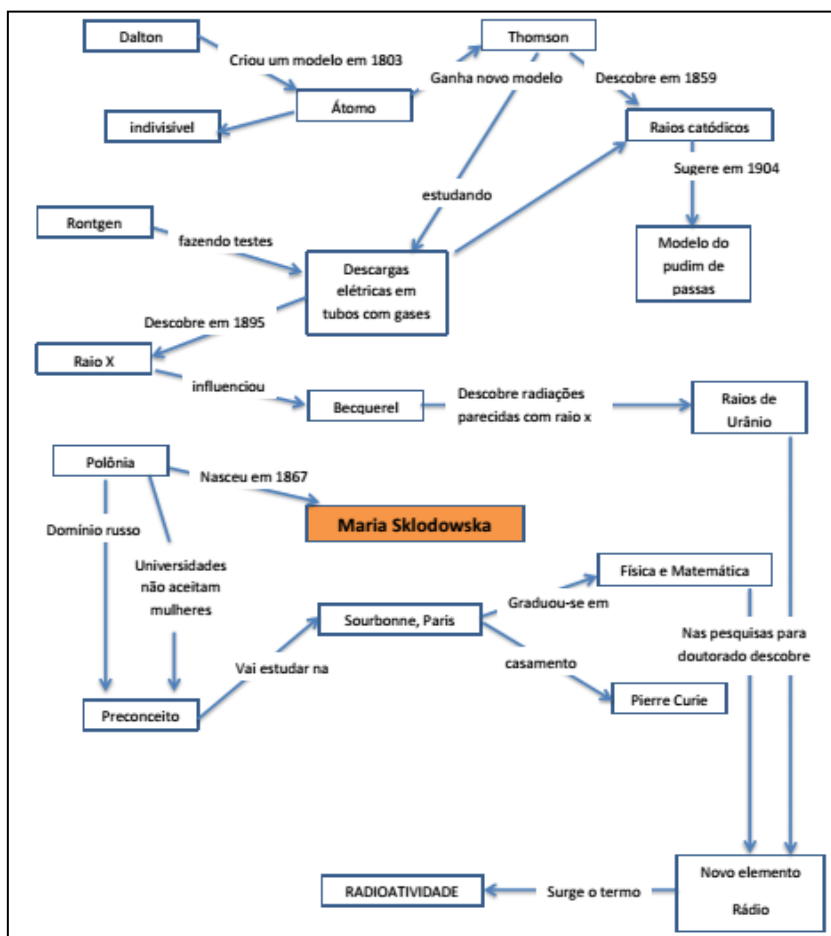 Dalton
Thomson
Criou um modelo em 1803
Ganha novo modelo
Descobre em 1859
Átomo
indivisível
Raios catódicos
Sugere em 1904
estudando
Rontgen
fazendo testes
Modelo do
pudim de
passas
Descargas
elétricas em
tubos com gases
Descobre em 1895
Raio X
influenciou
Becquerel
Descobre radiações
parecidas com raio x
Raios de
Urânio
Polônia
Nasceu em 1867
Maria Sklodowska
Domínio russo
Universidades
não aceitam
mulheres
Física e Matemática
Graduou-se em
Sourbonne, Paris
Nas pesquisas para
doutorado descobre
Vai estudar na
casamento
Pierre Curie
Preconceito
Novo elemento
Rádio
Surge o termo
RADIOATIVIDADE